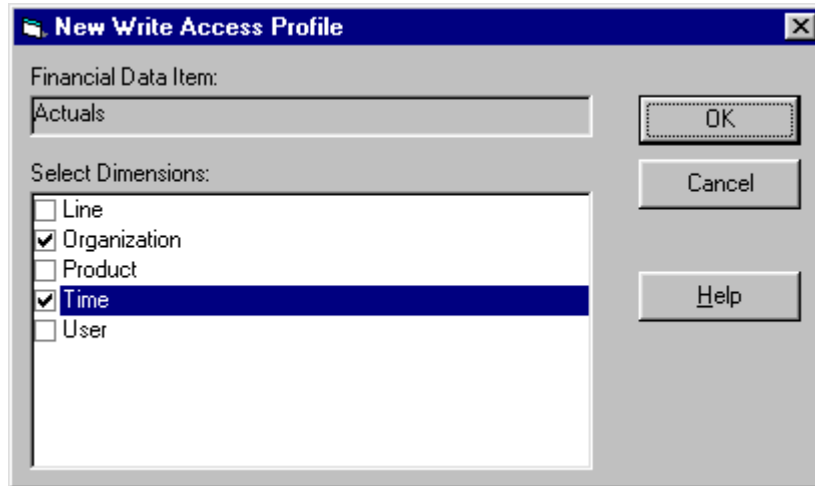 New Write Access Profile
Financial Data Item:
Actuals
OK
Select Dimensions:
Cancel
Line
Organization
Product
Time
Help
User